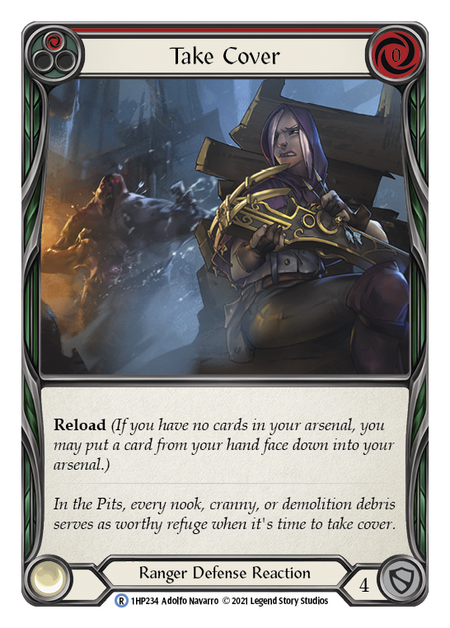 Take Cover
0
Reload (If you have no cards in your arsenal, you
may put a card from your hand face down into your
arsenal.)
In the Pits, every nook, cranny, or demolition debris
serves as worthy refuge when it's time to take cover.
Ranger Defense Reaction
4
R 1HP234 Adolfo Navarro © 2021 Legend Story Studios